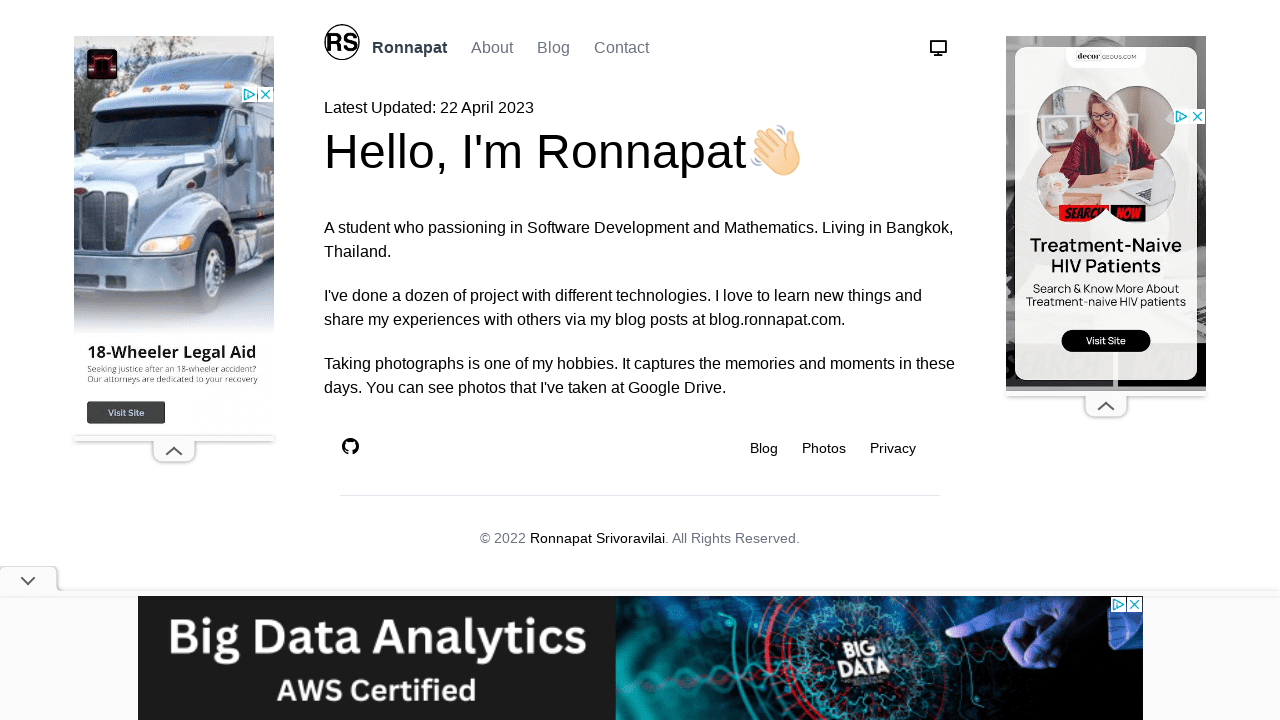 RS
Ronnapat About Blog Contact
Latest Updated: 22 April 2023
Hello, I'm Ronnapat👋🏻
A student who passioning in Software Development and Mathematics. Living in Bangkok,
Thailand.
I've done a dozen of project with different technologies. I love to learn new things and
share my experiences with others via my blog posts at blog.ronnapat.com.
Taking photographs is one of my hobbies. It captures the memories and moments in these
days. You can see photos that I've taken at Google Drive.
Blog Photos Privacy
© 2022 Ronnapat Srivoravilai. All Rights Reserved.
18-Wheeler Legal Aid
Seeking justice after an 18-wheeler accident?
Our attorneys are dedicated to your recovery
Visit Site
decorgeous.com
SEARCH NOW
Treatment-Naive
HIV Patients
Search & Know More About
Treatment-naive HIV patients
Visit Site
Big Data Analytics
AWS Certified
BIG
DATA